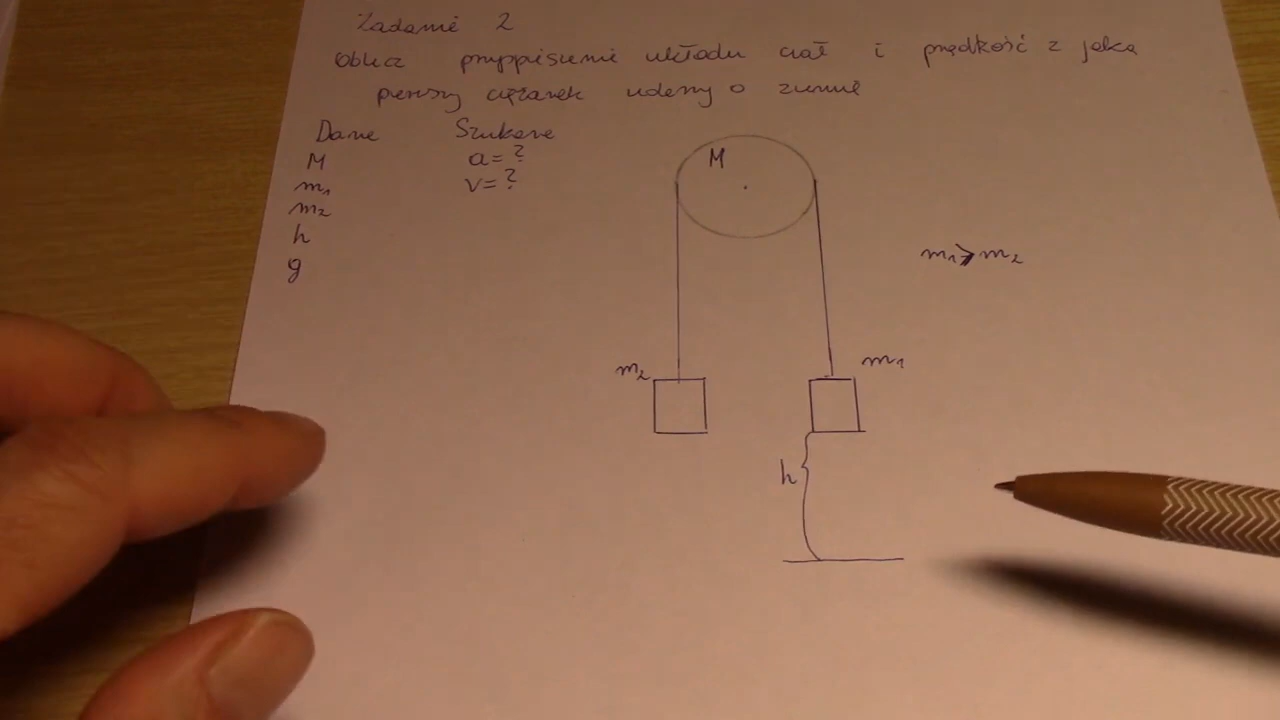 Zadanie 2
Oblicz przyspieszenie układu ciał i prędkość z jaką
pierwszy ciężarek uderzy o ziemię
Dane Szukane
M a=?
m₁ v=?
m₂
h
g
M
m₁>m₂
m₂ m₁
h